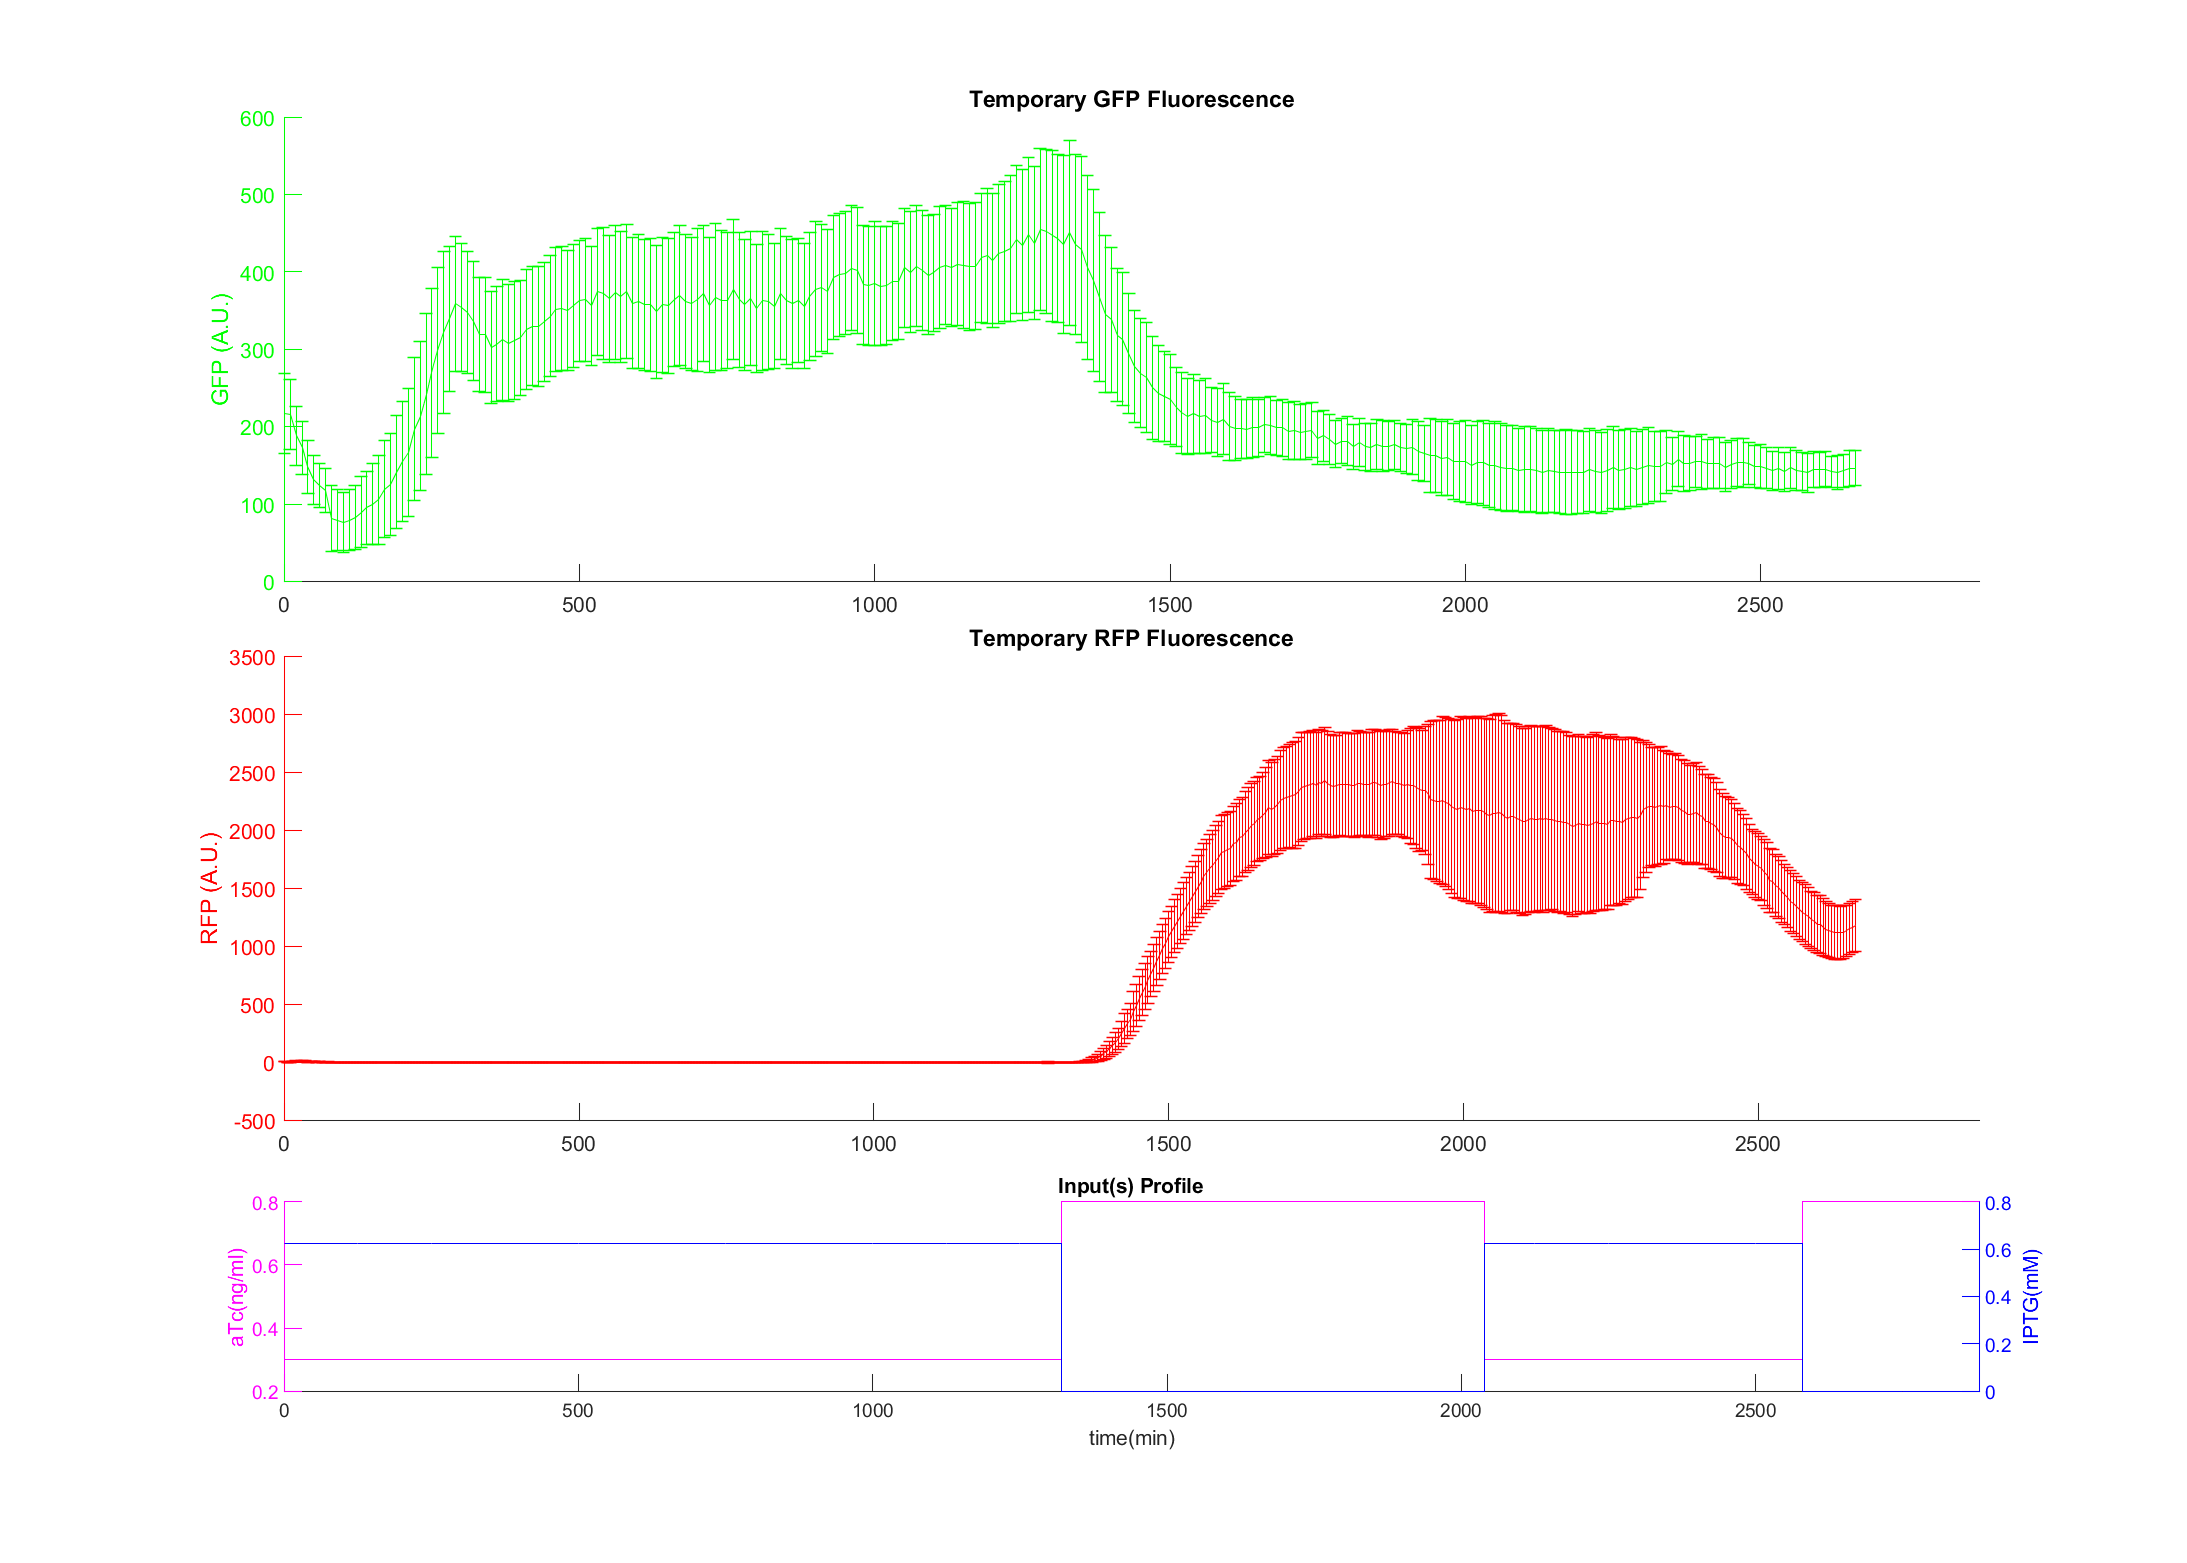 Temporary GFP Fluorescence
600
500
400
300
200
100
0
GFP (A.U.)
0 500 1000 1500 2000 2500
Temporary RFP Fluorescence
3500
3000
2500
2000
1500
1000
500
0
-500
RFP (A.U.)
0 500 1000 1500 2000 2500
Input(s) Profile
0.8
0.6
0.4
0.2
aTc(ng/ml)
0.8
0.6
0.4
0.2
0
IPTG(mM)
0 500 1000 1500 2000 2500
time(min)